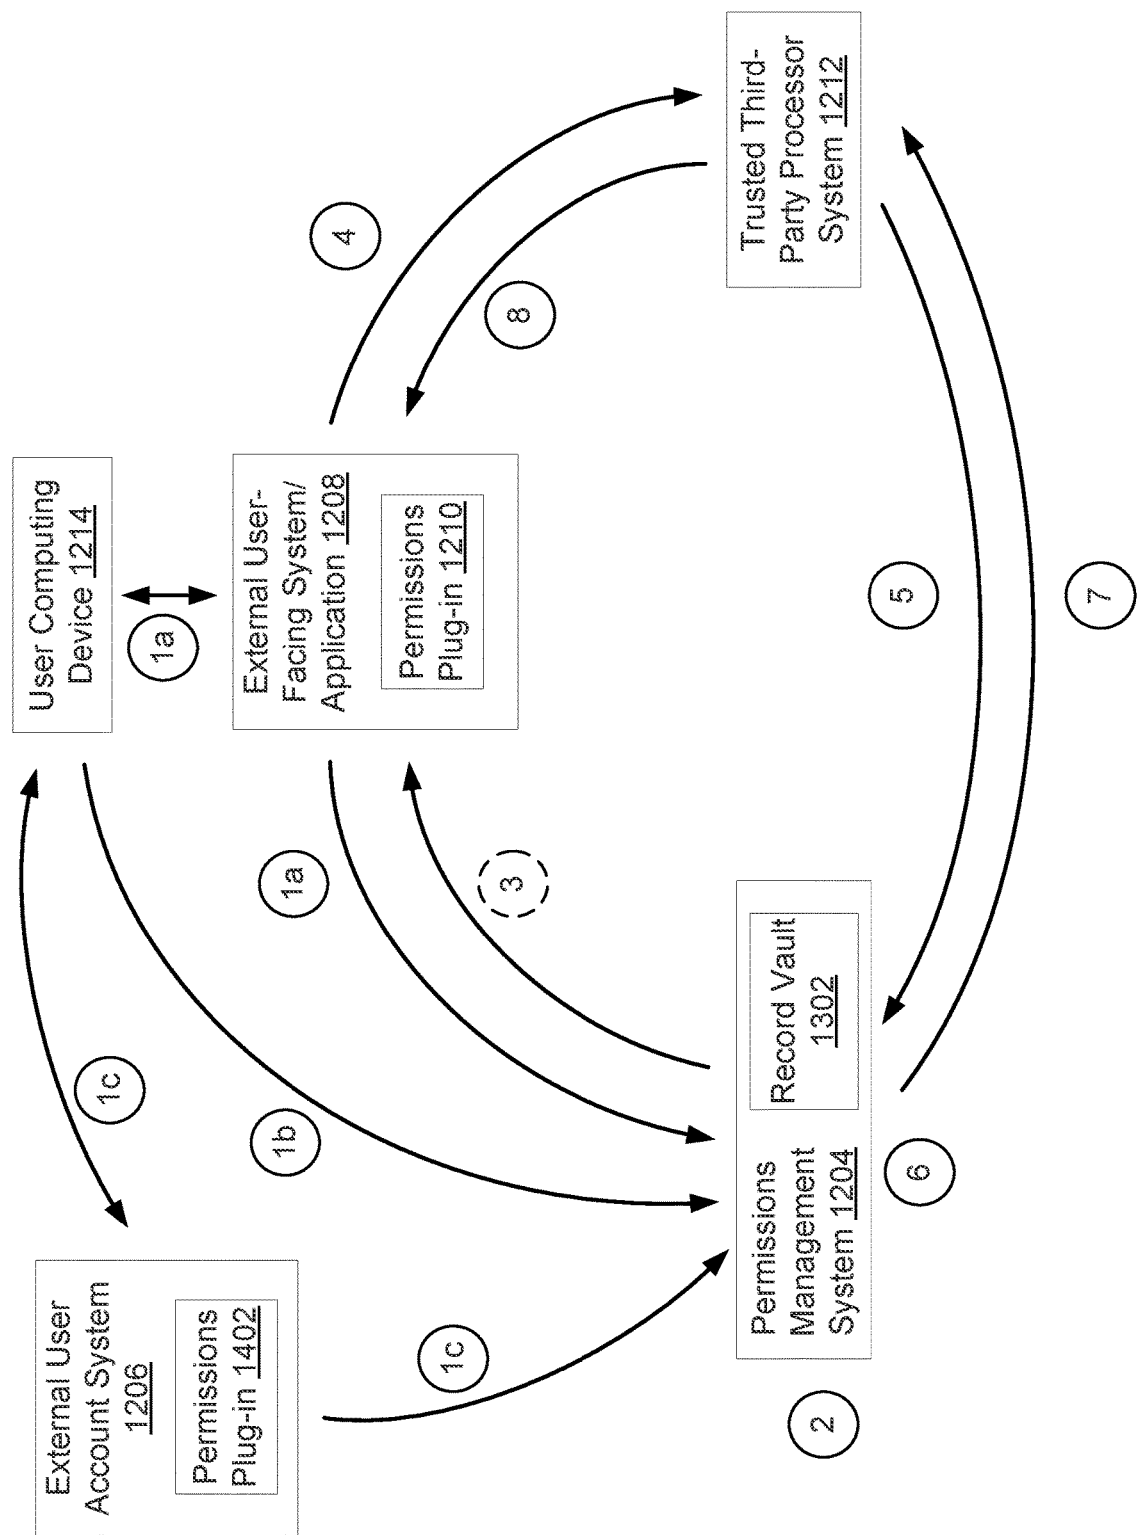 External User
Account System
1206
Permissions
Plug-in 1402
1c
1c
User Computing
Device 1214
1a
External User-
Facing System/
Application 1208
Permissions
Plug-in 1210
1b
1a
3
4
8
Trusted Third-
Party Processor
System 1212
Permissions
Management
System 1204
Record Vault
1302
2
6
5
7